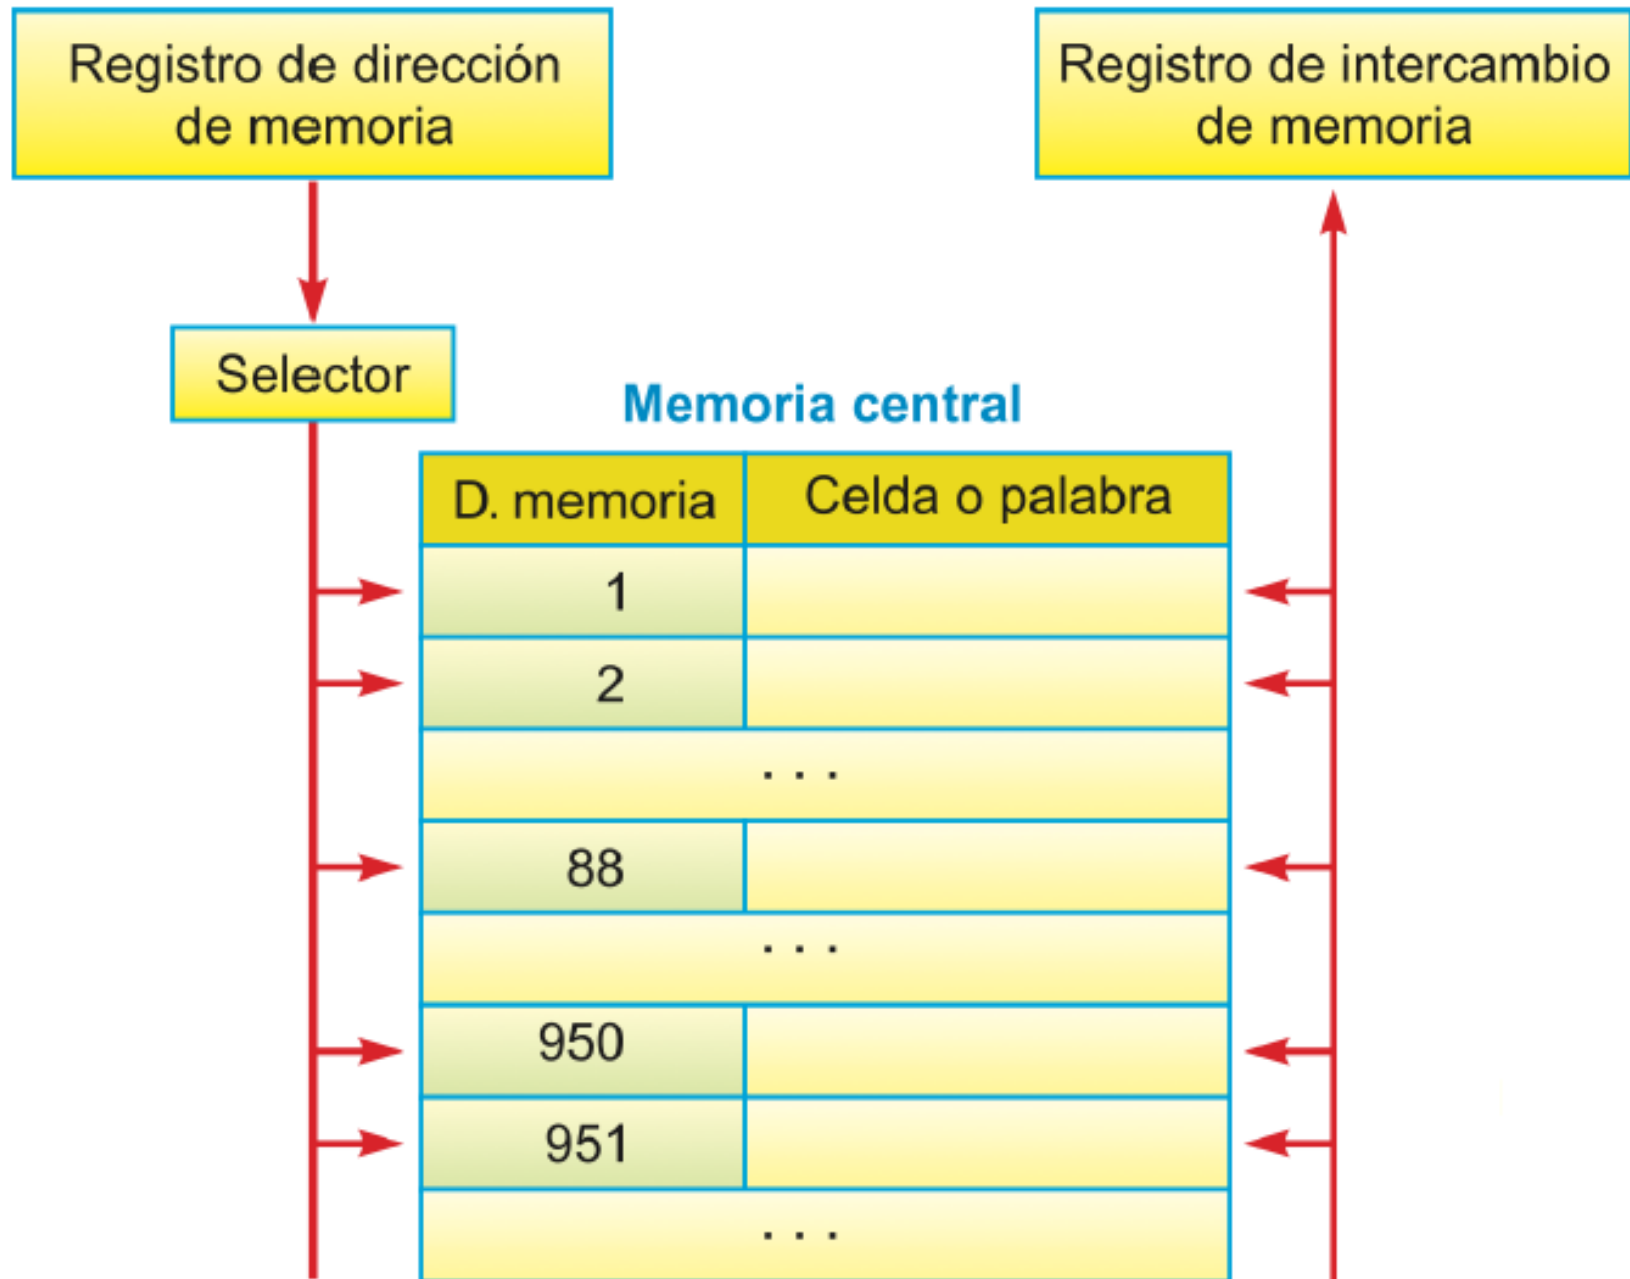 Registro de dirección
de memoria
Registro de intercambio
de memoria
Selector
Memoria central
D. memoria
Celda o palabra
1
2
. . .
88
. . .
950
951
. . .